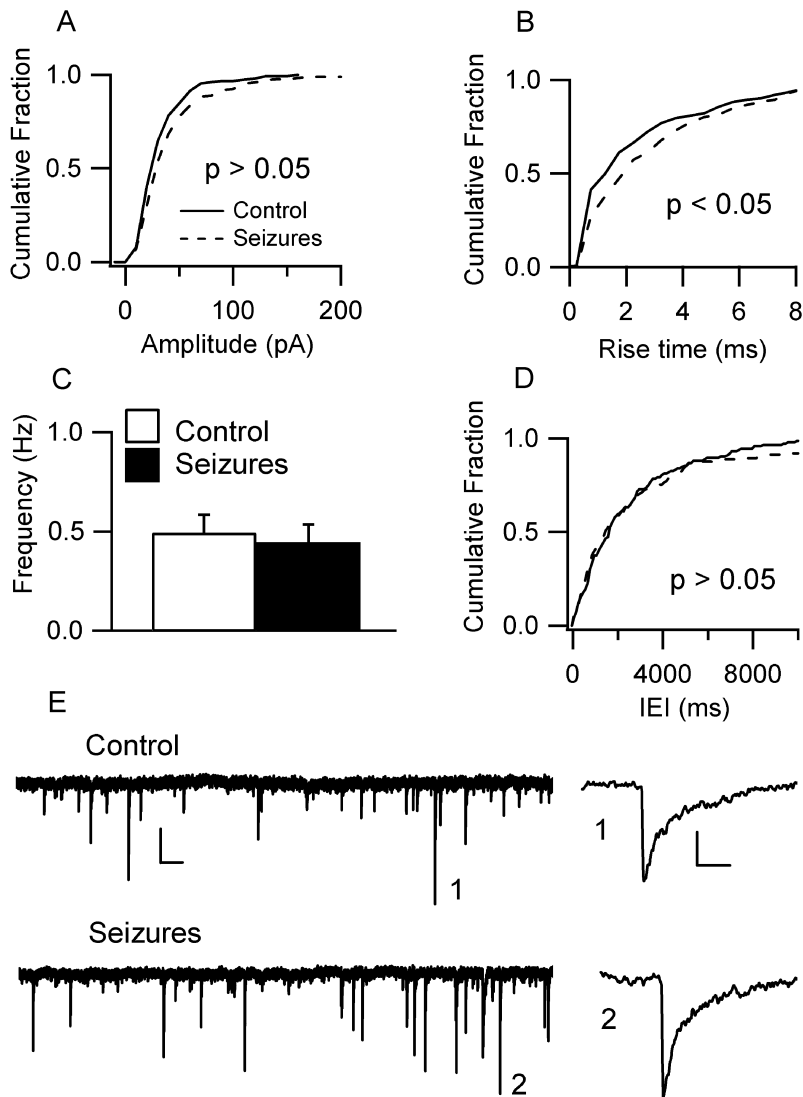 A
Cumulative Fraction
1.0
0.5
0.0
p > 0.05
Control
Seizures
0
100
200
Amplitude (pA)
B
Cumulative Fraction
1.0
0.5
0.0
p < 0.05
0
2
4
6
8
Rise time (ms)
C
Frequency (Hz)
1.0
0.5
0.0
Control
Seizures
D
Cumulative Fraction
1.0
0.5
0.0
p > 0.05
0
4000
8000
IEI (ms)
E
Control
1
1
Seizures
2
2